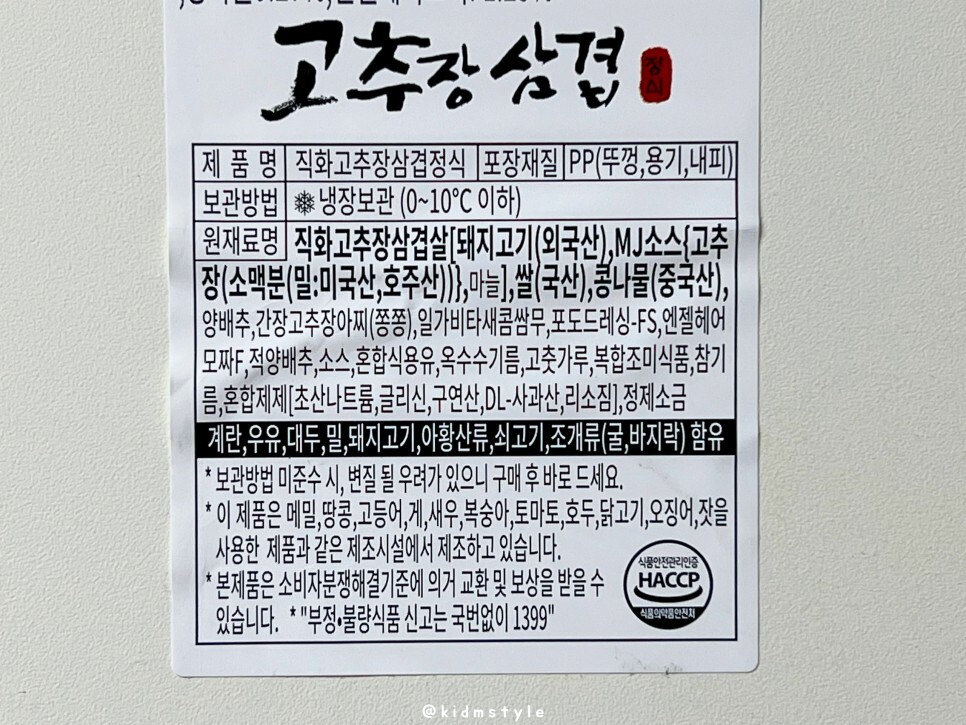 고추장삼겹 정식
제 품 명 직화고추장삼겹정식 포장재질 PP(뚜껑,용기,내피)
보관방법 ❄냉장보관 (0~10℃ 이하)
원재료명 직화고추장삼겹살[돼지고기(외국산),MJ소스{고추
장(소맥분(밀:미국산,호주산))},마늘],쌀(국산),콩나물(중국산),
양배추,간장고추장아찌(쫑쫑),일가비타새콤쌈무,포도드레싱-FS,엔젤헤어
모짜F,적양배추,소스,혼합식용유,옥수수기름,고춧가루,복합조미식품,참기
름,혼합제제[초산나트륨,글리신,구연산,DL-사과산,리소짐],정제소금
계란,우유,대두,밀,돼지고기,아황산류,쇠고기,조개류(굴,바지락) 함유
* 보관방법 미준수 시, 변질 될 우려가 있으니 구매 후 바로 드세요.
* 이 제품은 메밀,땅콩,고등어,게,새우,복숭아,토마토,호두,닭고기,오징어,잣을
사용한 제품과 같은 제조시설에서 제조하고 있습니다.
* 본제품은 소비자분쟁해결기준에 의거 교환 및 보상을 받을 수
있습니다. * "부정•불량식품 신고는 국번없이 1399"
식품안전관리인증
HACCP
식품의약품안전처
@kidmstyle